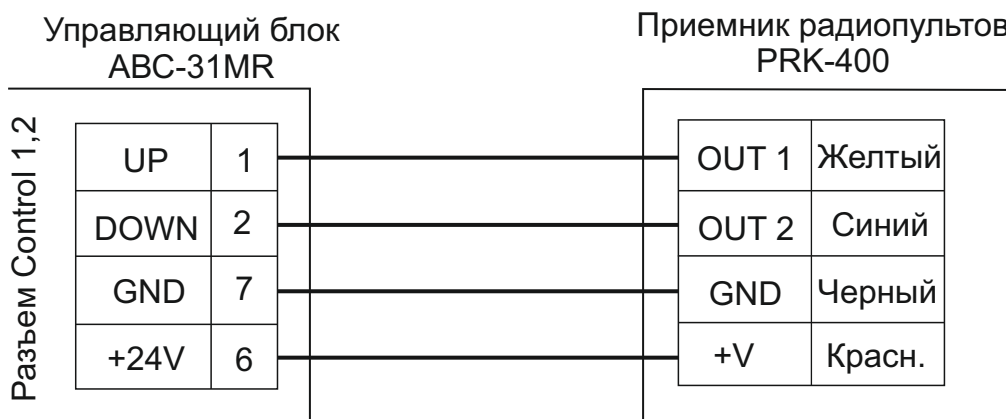 Управляющий блок
ABC-31MR
Приемник радиопультов
PRK-400
Разъем Control 1,2
UP 1
DOWN 2
GND 7
+24V 6
OUT 1 Желтый
OUT 2 Синий
GND Черный
+V Красн.